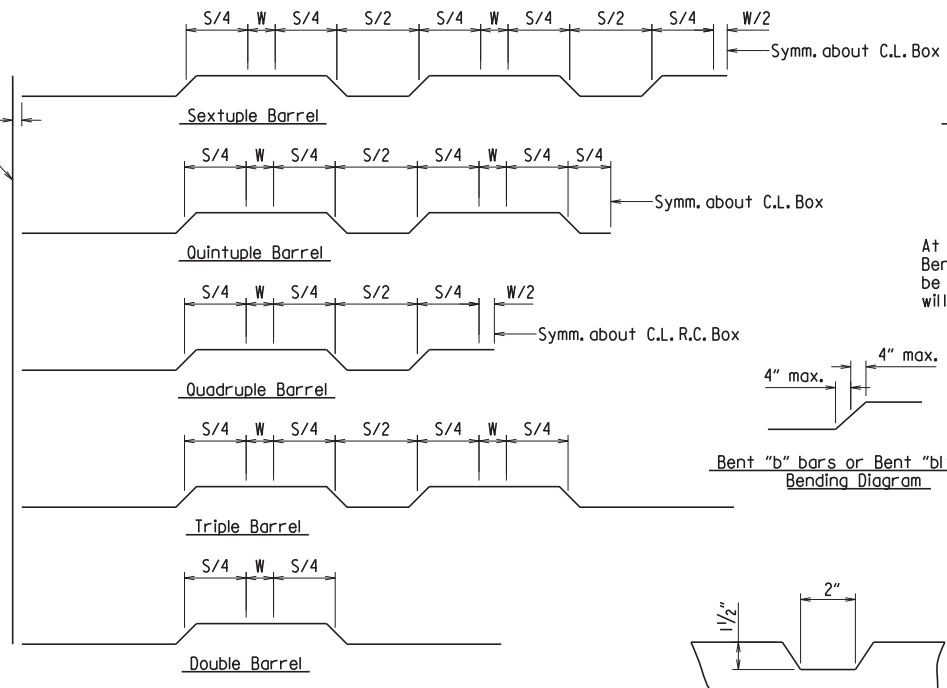 S/4 W S/4 S/2 S/4 W S/4 S/2 S/4 W/2
Symm. about C.L. Box
Sextuple Barrel
S/4 W S/4 S/2 S/4 W S/4 S/4
Symm. about C.L. Box
Quintuple Barrel
At
Ben
be
will
S/4 W S/4 S/2 S/4 W/2
Symm. about C.L. R.C. Box
Quadruple Barrel
4" max.
4" max.
Bent "b" bars or Bent "bl
Bending Diagram
S/4 W S/4 S/2 S/4 W S/4
Triple Barrel
S/4 W S/4
Double Barrel
2"
1½"